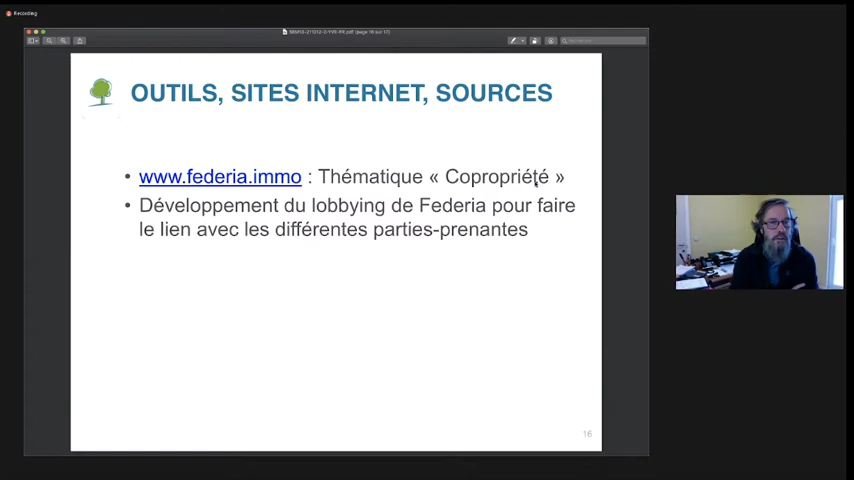 Recording
OUTILS, SITES INTERNET, SOURCES
• www.federia.immo : Thématique « Copropriété »
• Développement du lobbying de Federia pour faire
le lien avec les différentes parties-prenantes
16